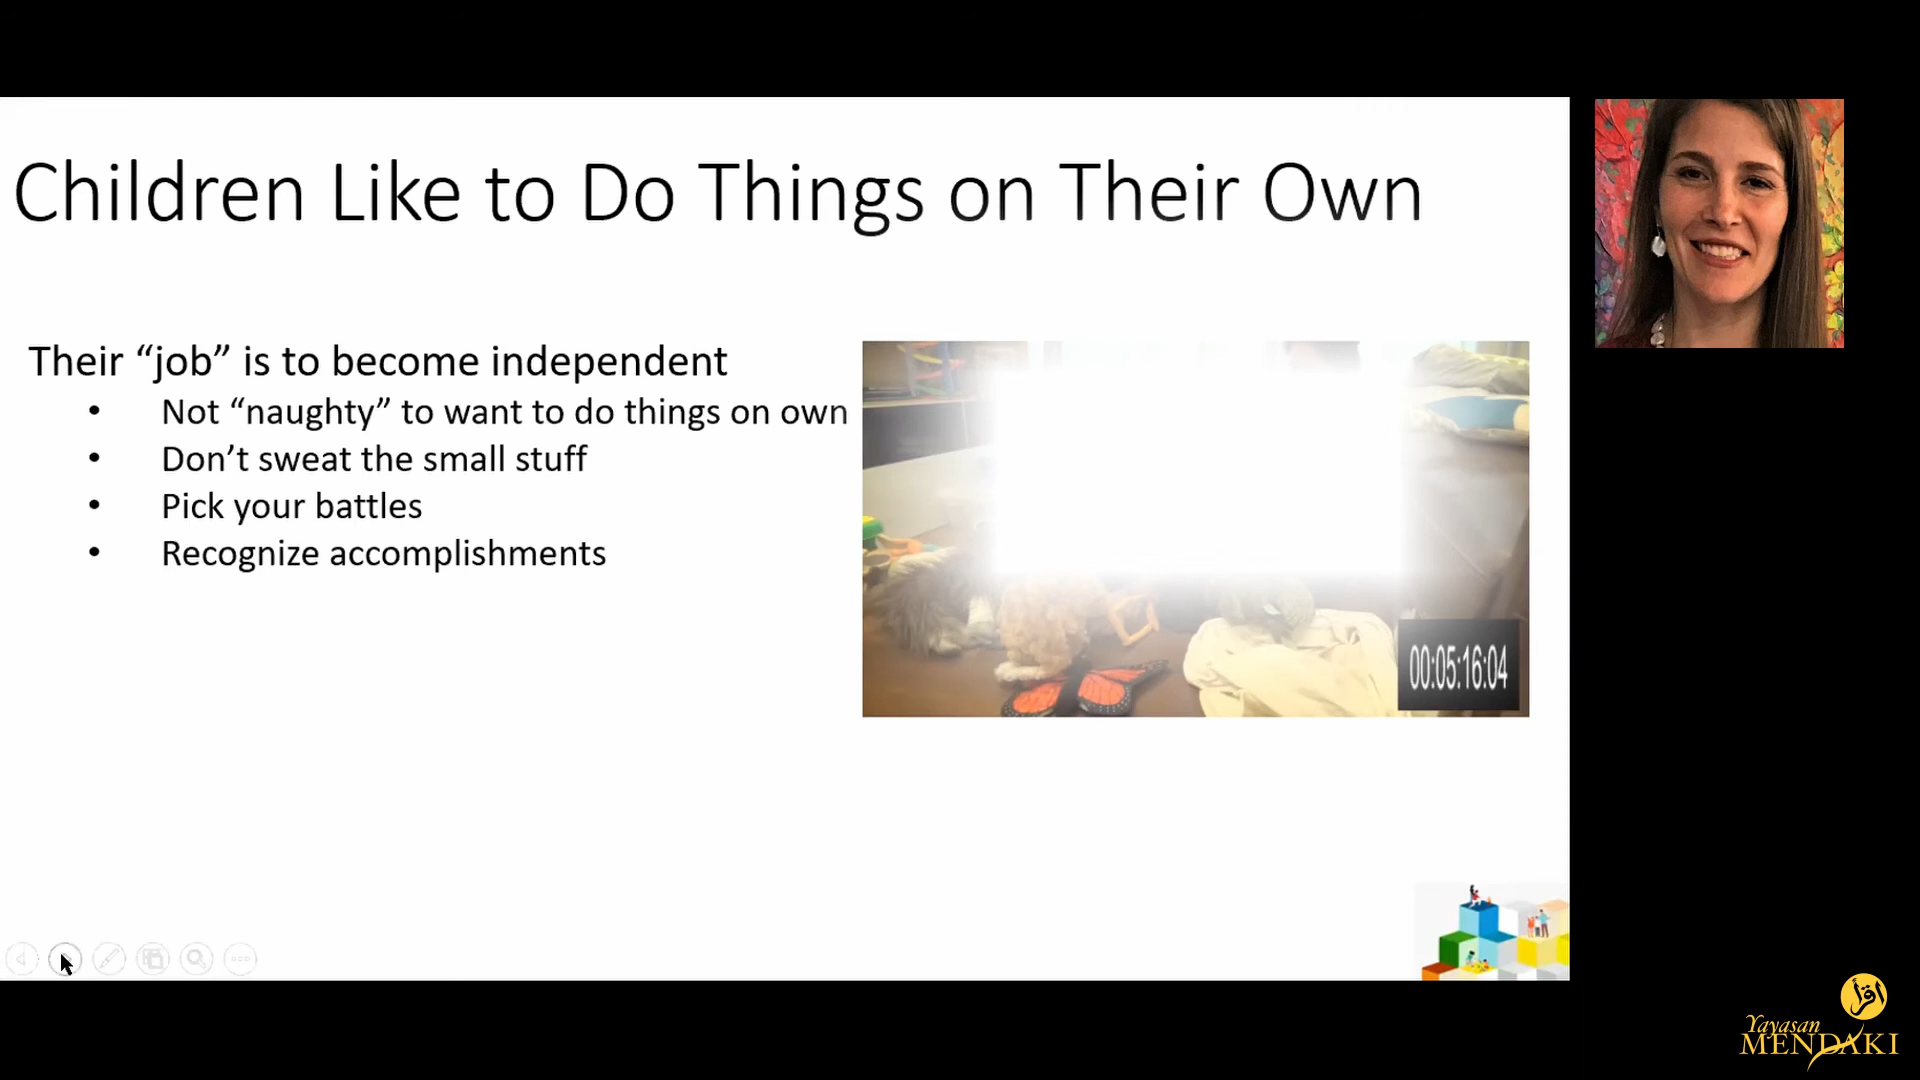 Children Like to Do Things on Their Own
Their “job” is to become independent
• Not “naughty” to want to do things on own
• Don’t sweat the small stuff
• Pick your battles
• Recognize accomplishments
00:05:16:04
اقرأ
Yayasan
MENDAKI